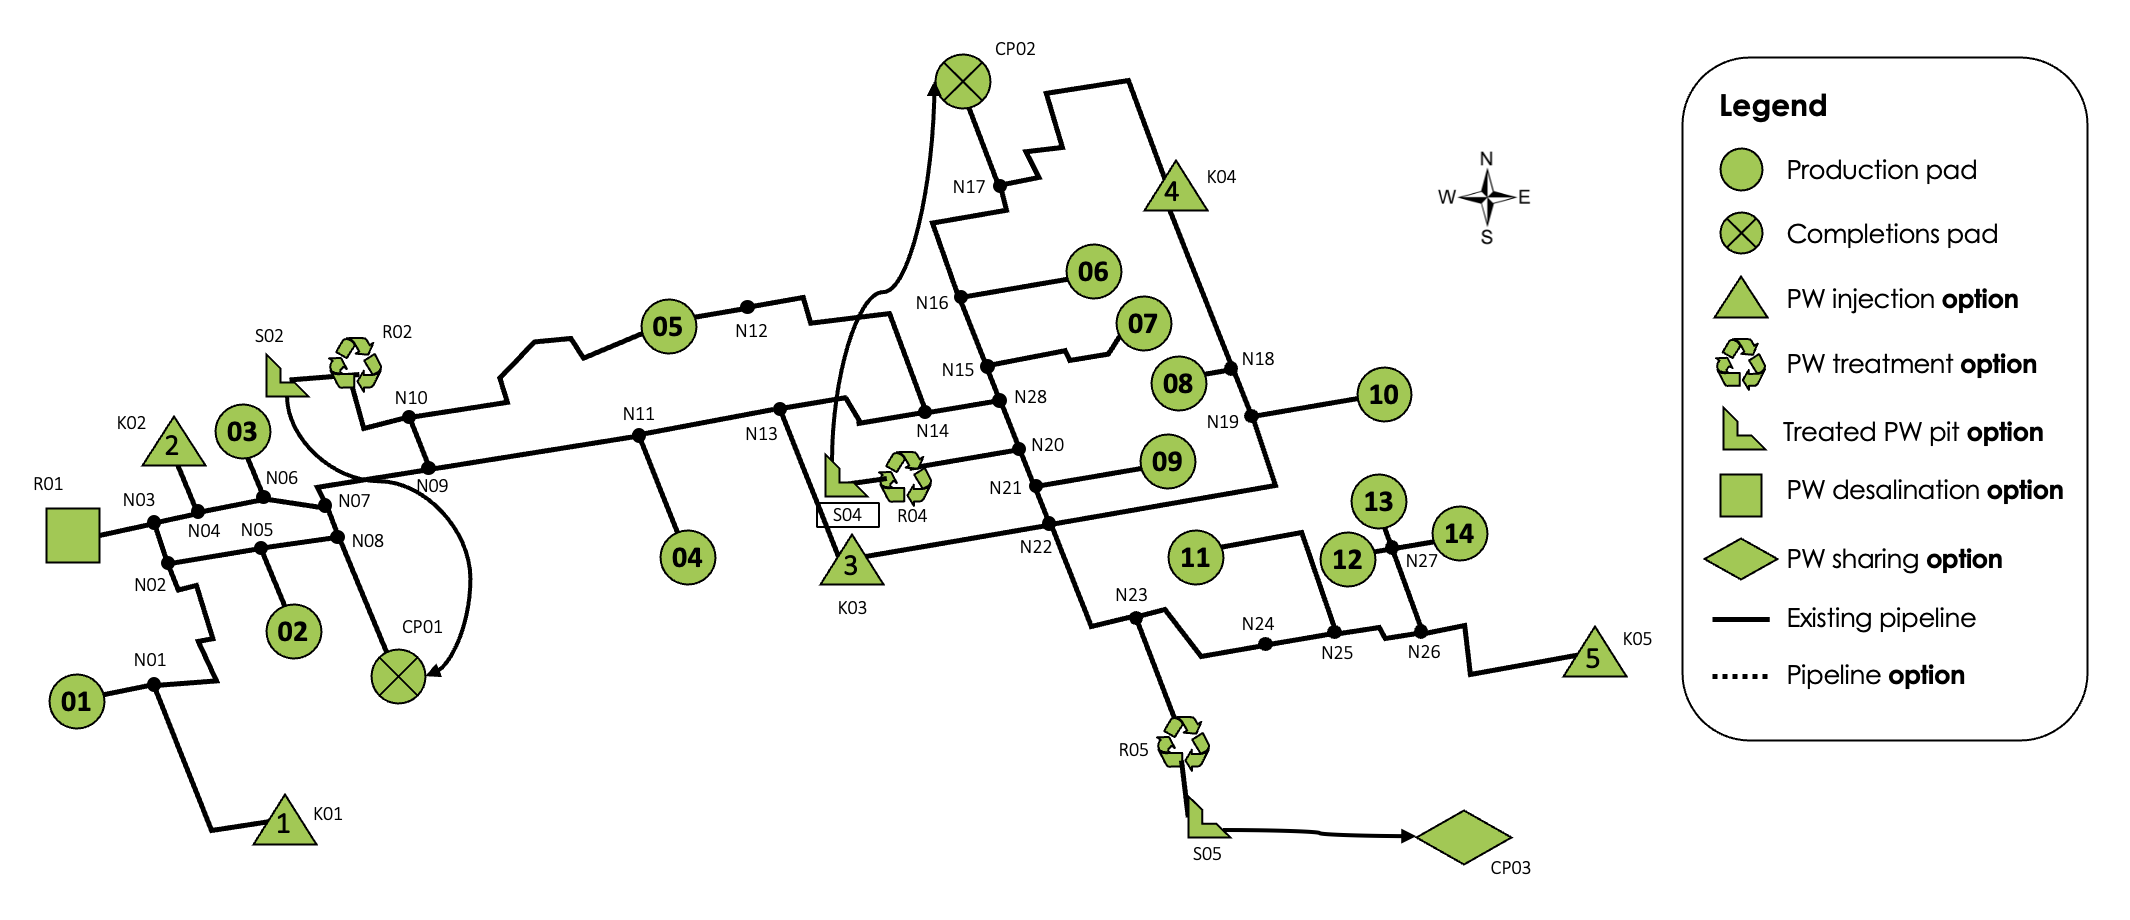 CP02
N17
K04
4
N16
06
07
N15
N28
08
N18
N19
10
05
N12
S02
R02
N10
N11
N13
N14
N20
K02
2
03
N06
N07
N09
R01
N03
N04
N05
N08
N02
S04
R04
N21
09
04
3
K03
N22
13
14
12
N27
11
02
CP01
N01
01
1
K01
N23
N24
N25
N26
5
K05
R05
S05
CP03
N
W E
S
Legend
Production pad
Completions pad
PW injection option
PW treatment option
Treated PW pit option
PW desalination option
PW sharing option
Existing pipeline
Pipeline option